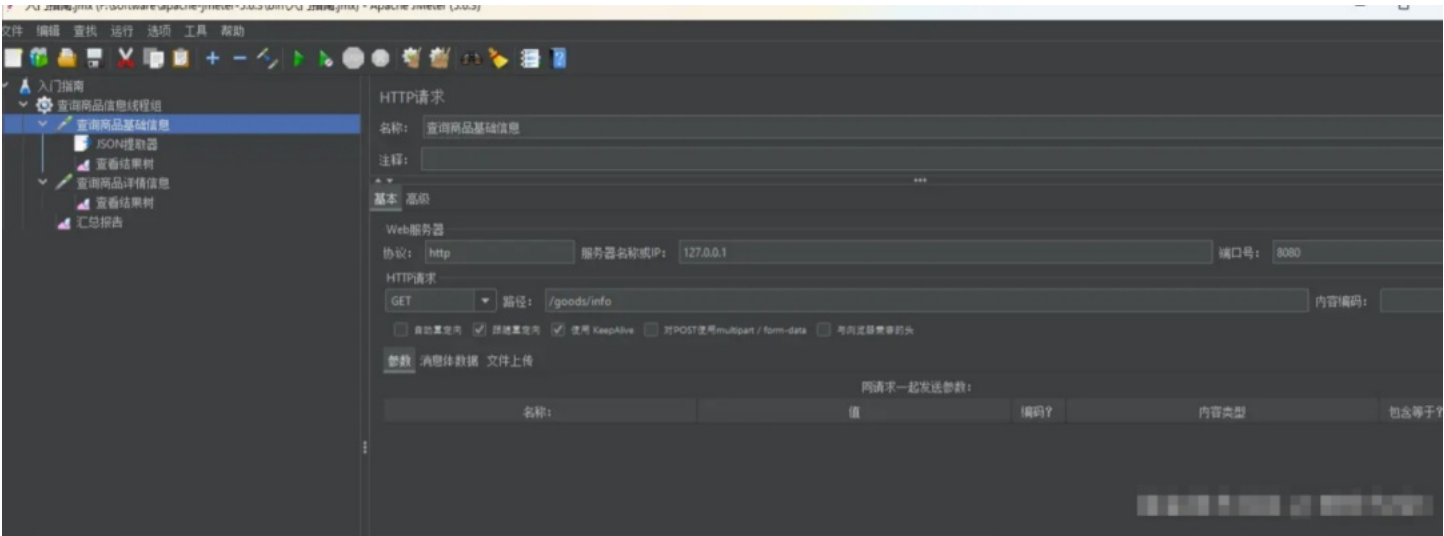 入门指南.jmx (F:\software\apache-jmeter-5.6.3\bin\入门指南.jmx) - Apache JMeter (5.6.3)
文件 编辑 查找 运行 选项 工具 帮助
入门指南
查询商品信息线程组
查询商品基础信息
JSON提取器
查看结果树
查询商品详情信息
查看结果树
汇总报告
HTTP请求
名称： 查询商品基础信息
注释：
基本 高级
Web服务器
协议： http 服务器名称或IP： 127.0.0.1 端口号： 8080
HTTP请求
GET 路径： /goods/info 内容编码：
自动重定向 跟随重定向 使用 KeepAlive 对POST使用multipart / form-data 与浏览器兼容的头
参数 消息体数据 文件上传
同请求一起发送参数：
名称： 值 编码？ 内容类型 包含等于？